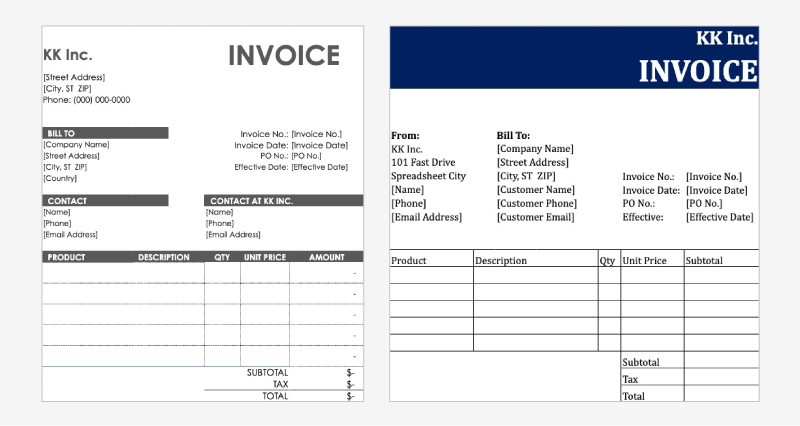 KK Inc. INVOICE
[Street Address]
[City, ST  ZIP]
Phone: (000) 000-0000
BILL TO
[Company Name]
[Street Address]
[City, ST  ZIP]
[Country]
Invoice No.: [Invoice No.]
Invoice Date: [Invoice Date]
PO No.: [PO No.]
Effective Date: [Effective Date]
CONTACT
[Name]
[Phone]
[Email Address]
CONTACT AT KK INC.
[Name]
[Phone]
[Email Address]
PRODUCT DESCRIPTION QTY UNIT PRICE AMOUNT
-
-
-
-
-
SUBTOTAL $-
TAX $-
TOTAL $-
KK Inc.
INVOICE
From:
KK Inc.
101 Fast Drive
Spreadsheet City
[Name]
[Phone]
[Email Address]
Bill To:
[Company Name]
[Street Address]
[City, ST  ZIP]
[Customer Name]
[Customer Phone]
[Customer Email]
Invoice No.: [Invoice No.]
Invoice Date: [Invoice Date]
PO No.: [PO No.]
Effective: [Effective Date]
Product Description Qty Unit Price Subtotal
Subtotal
Tax
Total